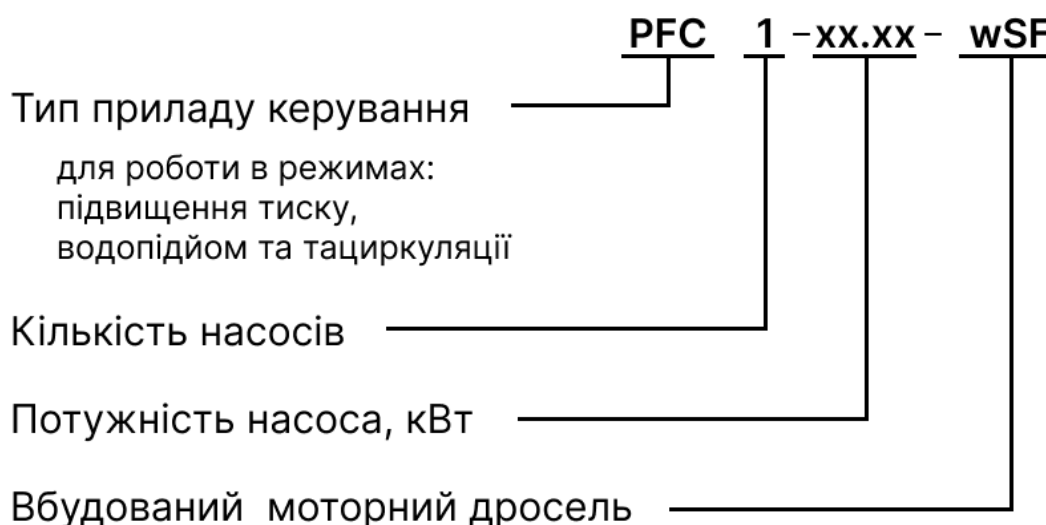 PFC 1 – xx.xx – wSF
Тип приладу керування
для роботи в режимах:
підвищення тиску,
водопідйом та тациркуляції
Кількість насосів
Потужність насоса, кВт
Вбудований моторний дросель